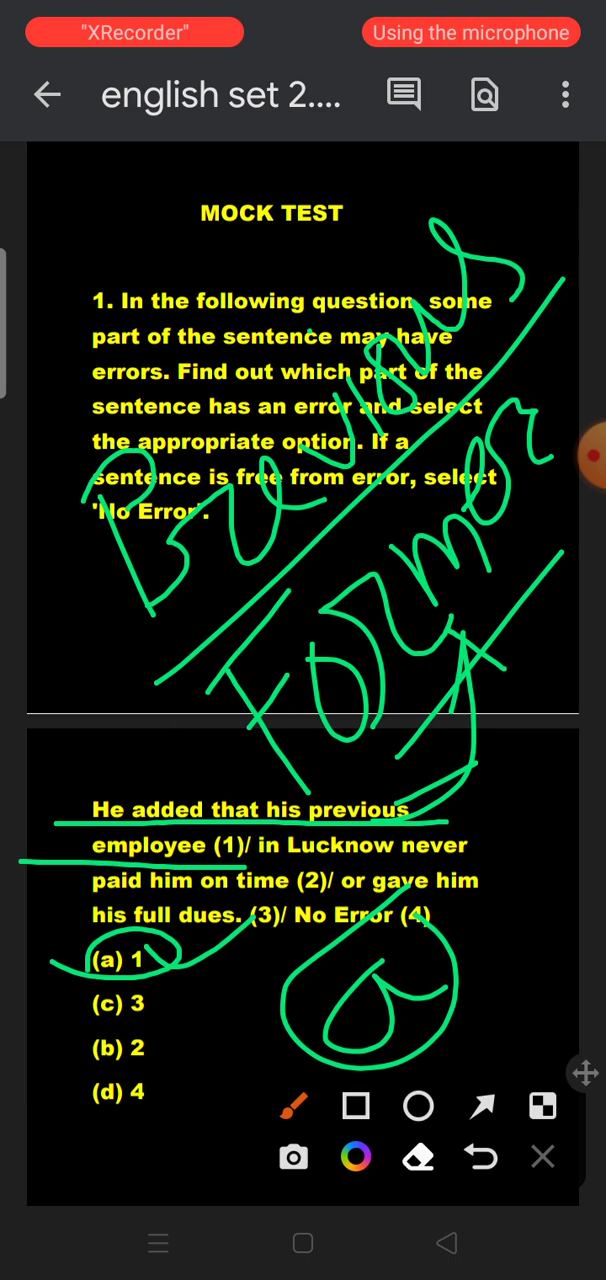 "XRecorder"
Using the microphone
english set 2....
MOCK TEST
1. In the following question, some
part of the sentence may have
errors. Find out which part of the
sentence has an error and select
the appropriate option. If a
sentence is free from error, select
'No Error'.
Previous
Former
He added that his previous
employee (1)/ in Lucknow never
paid him on time (2)/ or gave him
his full dues. (3)/ No Error (4)
(a) 1
(c) 3
(b) 2
(d) 4
a